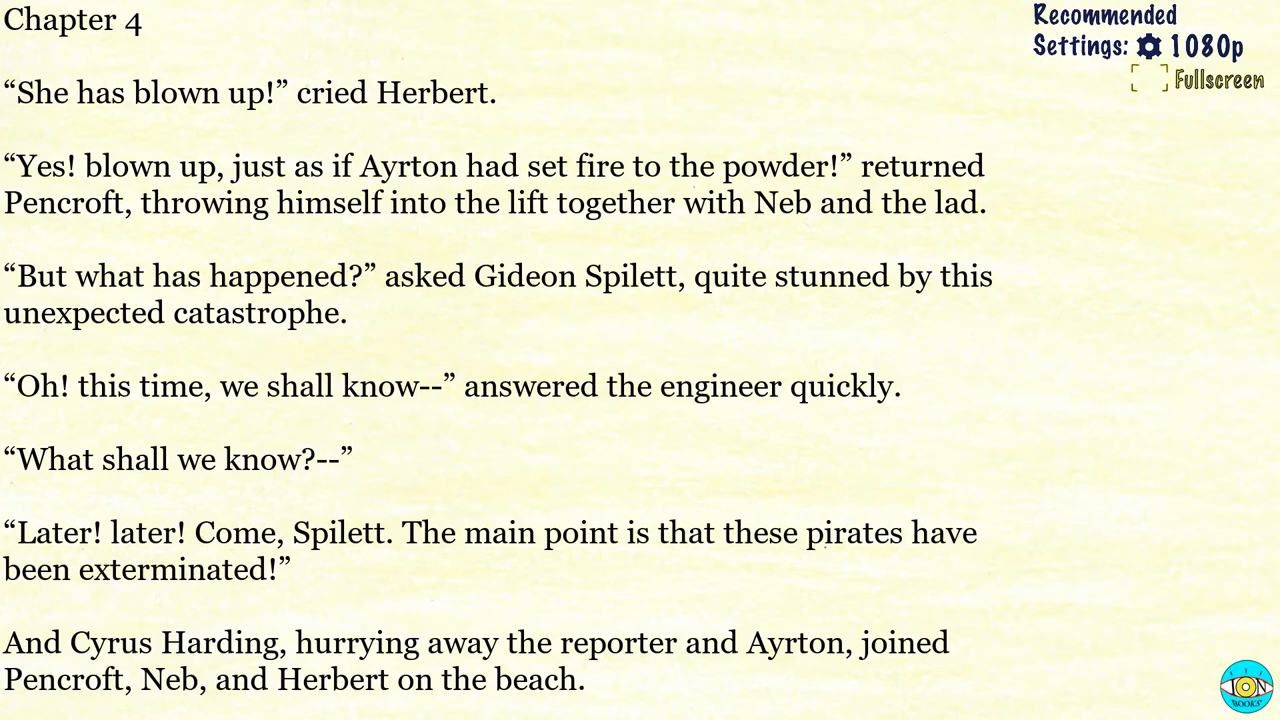 Chapter 4
“She has blown up!” cried Herbert.
“Yes! blown up, just as if Ayrton had set fire to the powder!” returned
Pencroft, throwing himself into the lift together with Neb and the lad.
“But what has happened?” asked Gideon Spilett, quite stunned by this
unexpected catastrophe.
“Oh! this time, we shall know--” answered the engineer quickly.
“What shall we know?--”
“Later! later! Come, Spilett. The main point is that these pirates have
been exterminated!”
And Cyrus Harding, hurrying away the reporter and Ayrton, joined
Pencroft, Neb, and Herbert on the beach.
Recommended
Settings: 1080p
Fullscreen
ION
BOOKS